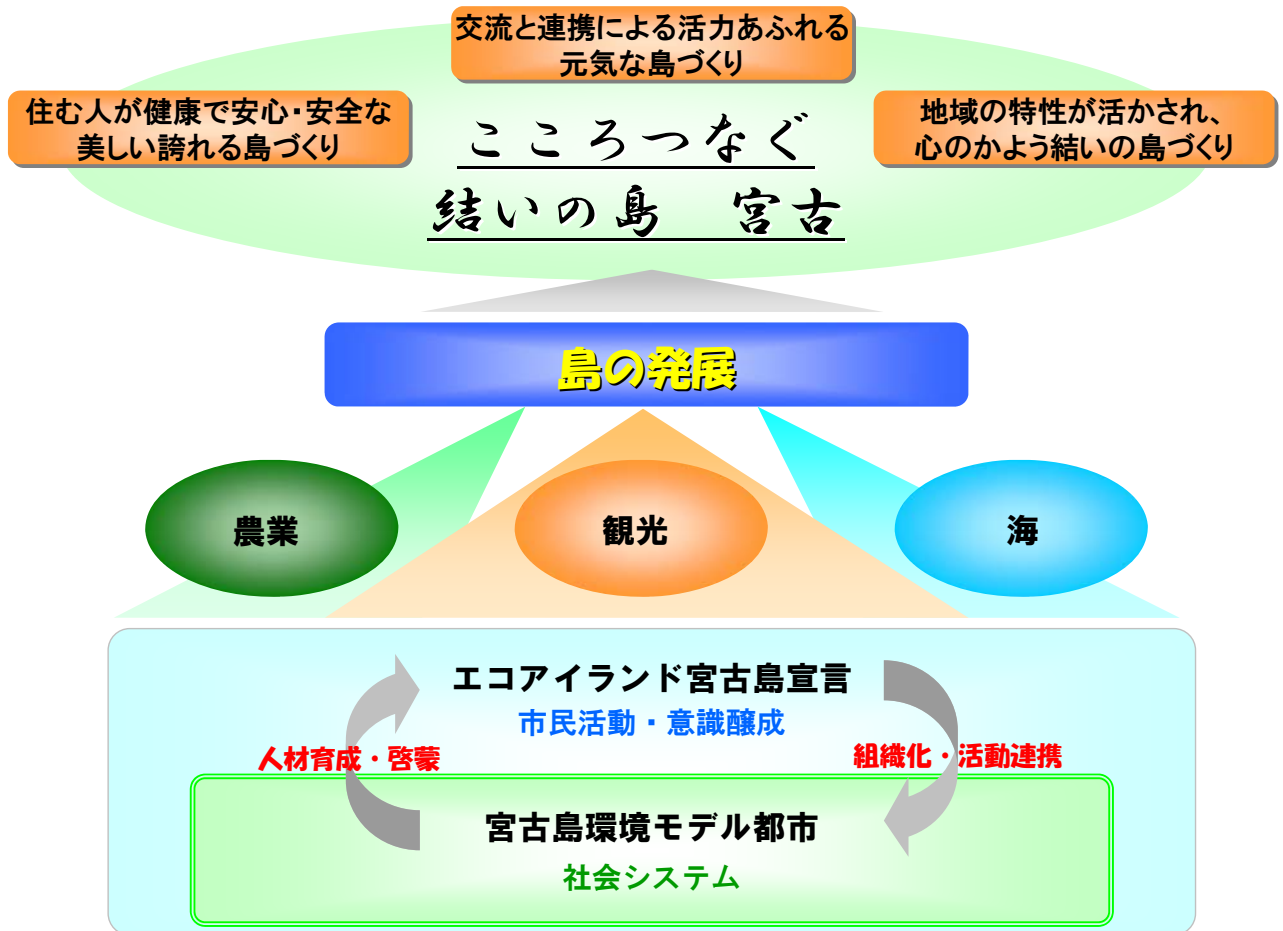 交流と連携による活力あふれる
元気な島づくり
住む人が健康で安心・安全な
美しい誇れる島づくり
地域の特性が活かされ、
心のかよう結いの島づくり
こころつなぐ
結いの島　宮古
島の発展
農業
観光
海
エコアイランド宮古島宣言
市民活動・意識醸成
人材育成・啓蒙
組織化・活動連携
宮古島環境モデル都市
社会システム